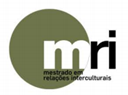 mri
mestrado em
relações interculturais